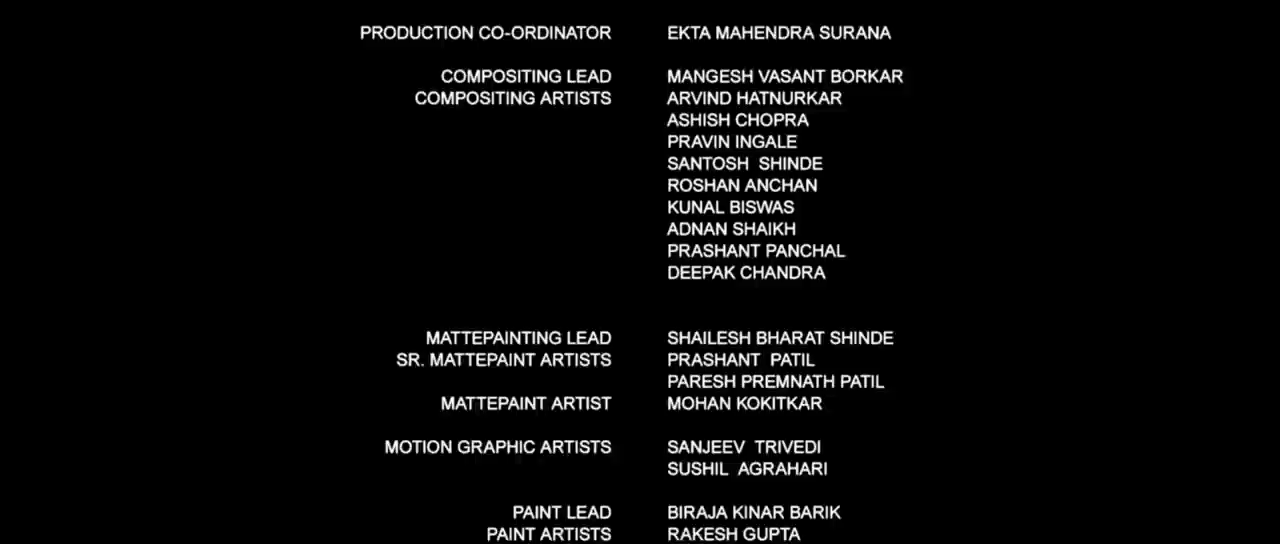 PRODUCTION CO-ORDINATOR EKTA MAHENDRA SURANA
COMPOSITING LEAD MANGESH VASANT BORKAR
COMPOSITING ARTISTS ARVIND HATNURKAR
ASHISH CHOPRA
PRAVIN INGALE
SANTOSH SHINDE
ROSHAN ANCHAN
KUNAL BISWAS
ADNAN SHAIKH
PRASHANT PANCHAL
DEEPAK CHANDRA
MATTEPAINTING LEAD SHAILESH BHARAT SHINDE
SR. MATTEPAINT ARTISTS PRASHANT PATIL
PARESH PREMNATH PATIL
MATTEPAINT ARTIST MOHAN KOKITKAR
MOTION GRAPHIC ARTISTS SANJEEV TRIVEDI
SUSHIL AGRAHARI
PAINT LEAD BIRAJA KINAR BARIK
PAINT ARTISTS RAKESH GUPTA